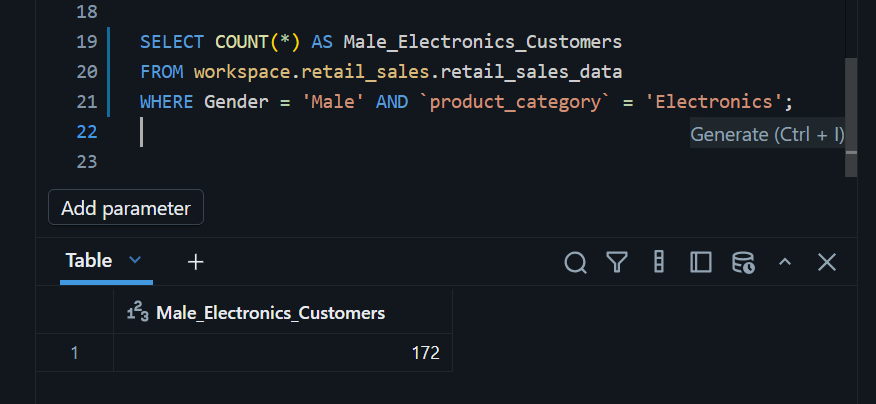 18
19 SELECT COUNT(*) AS Male_Electronics_Customers
20 FROM workspace.retail_sales.retail_sales_data
21 WHERE Gender = 'Male' AND `product_category` = 'Electronics';
22 Generate (Ctrl + I)
23
Add parameter
Table +
123 Male_Electronics_Customers
1 172